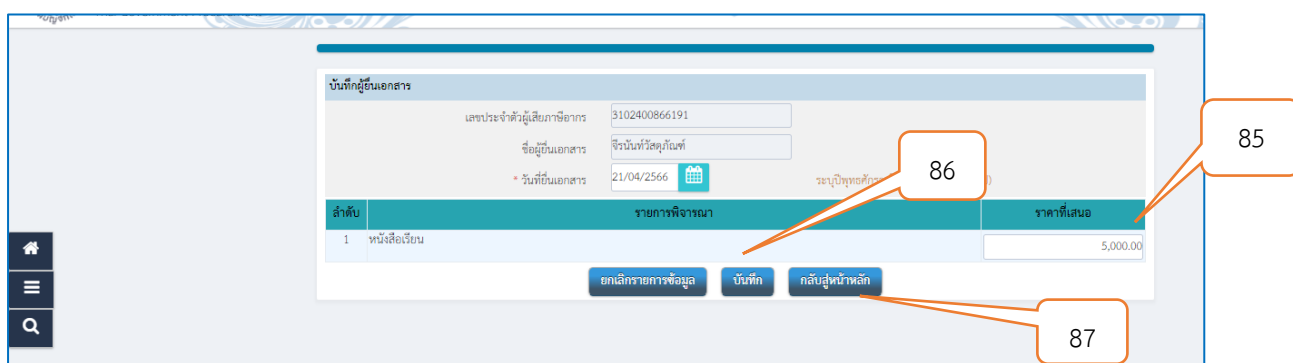 บันทึกผู้ยื่นเอกสาร
เลขประจำตัวผู้เสียภาษีอากร 3102400866191
ชื่อผู้ยื่นเอกสาร จีรนันท์วัสดุภัณฑ์
* วันที่ยื่นเอกสาร 21/04/2566 ระบุปีพุทธศักราช
85
86
ลำดับ รายการพิจารณา ราคาที่เสนอ
1 หนังสือเรียน 5,000.00
ยกเลิกรายการข้อมูล บันทึก กลับสู่หน้าหลัก
87